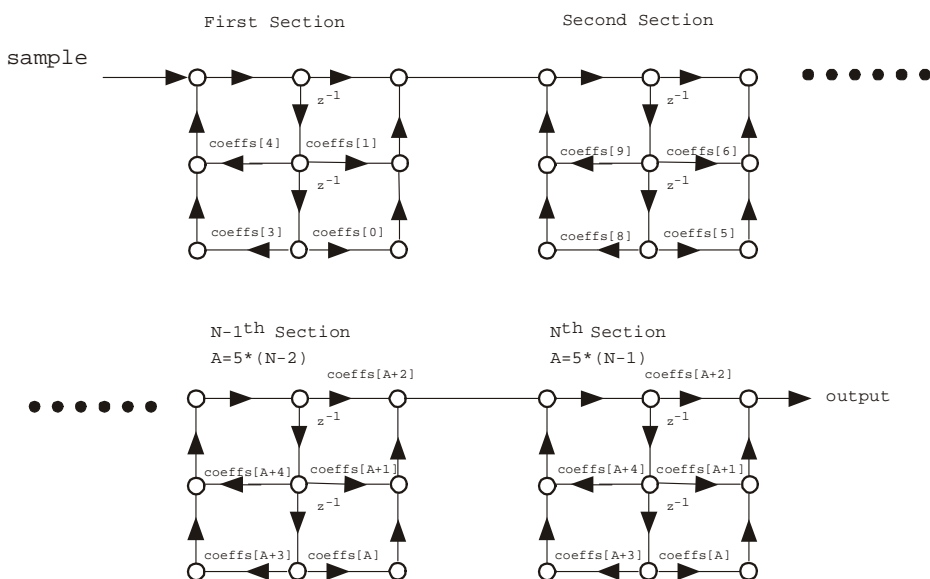 First Section
Second Section
sample
z-1
z-1
coeffs[4]
coeffs[1]
coeffs[9]
coeffs[6]
z-1
z-1
coeffs[3]
coeffs[0]
coeffs[8]
coeffs[5]
N-1th Section
Nth Section
A=5*(N-2)
A=5*(N-1)
coeffs[A+2]
coeffs[A+2]
output
z-1
z-1
coeffs[A+4]
coeffs[A+1]
coeffs[A+4]
coeffs[A+1]
z-1
z-1
coeffs[A+3]
coeffs[A]
coeffs[A+3]
coeffs[A]